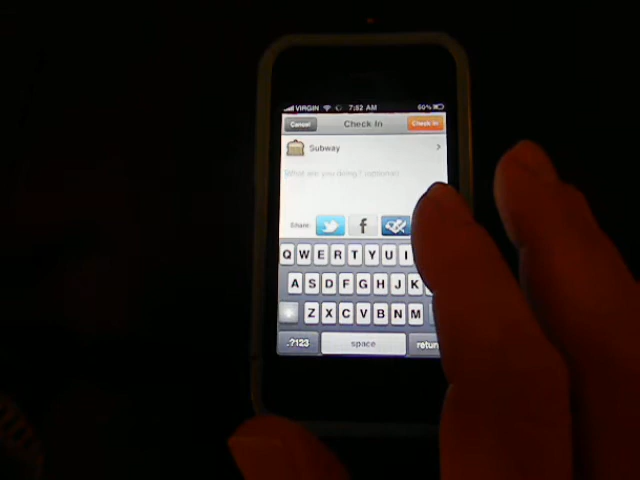 VIRGIN 7:52 AM 60%
Cancel Check In Check In
Subway
What are you doing? (optional)
Share:
Q W E R T Y U I
A S D F G H J K
Z X C V B N M
.?123 space return